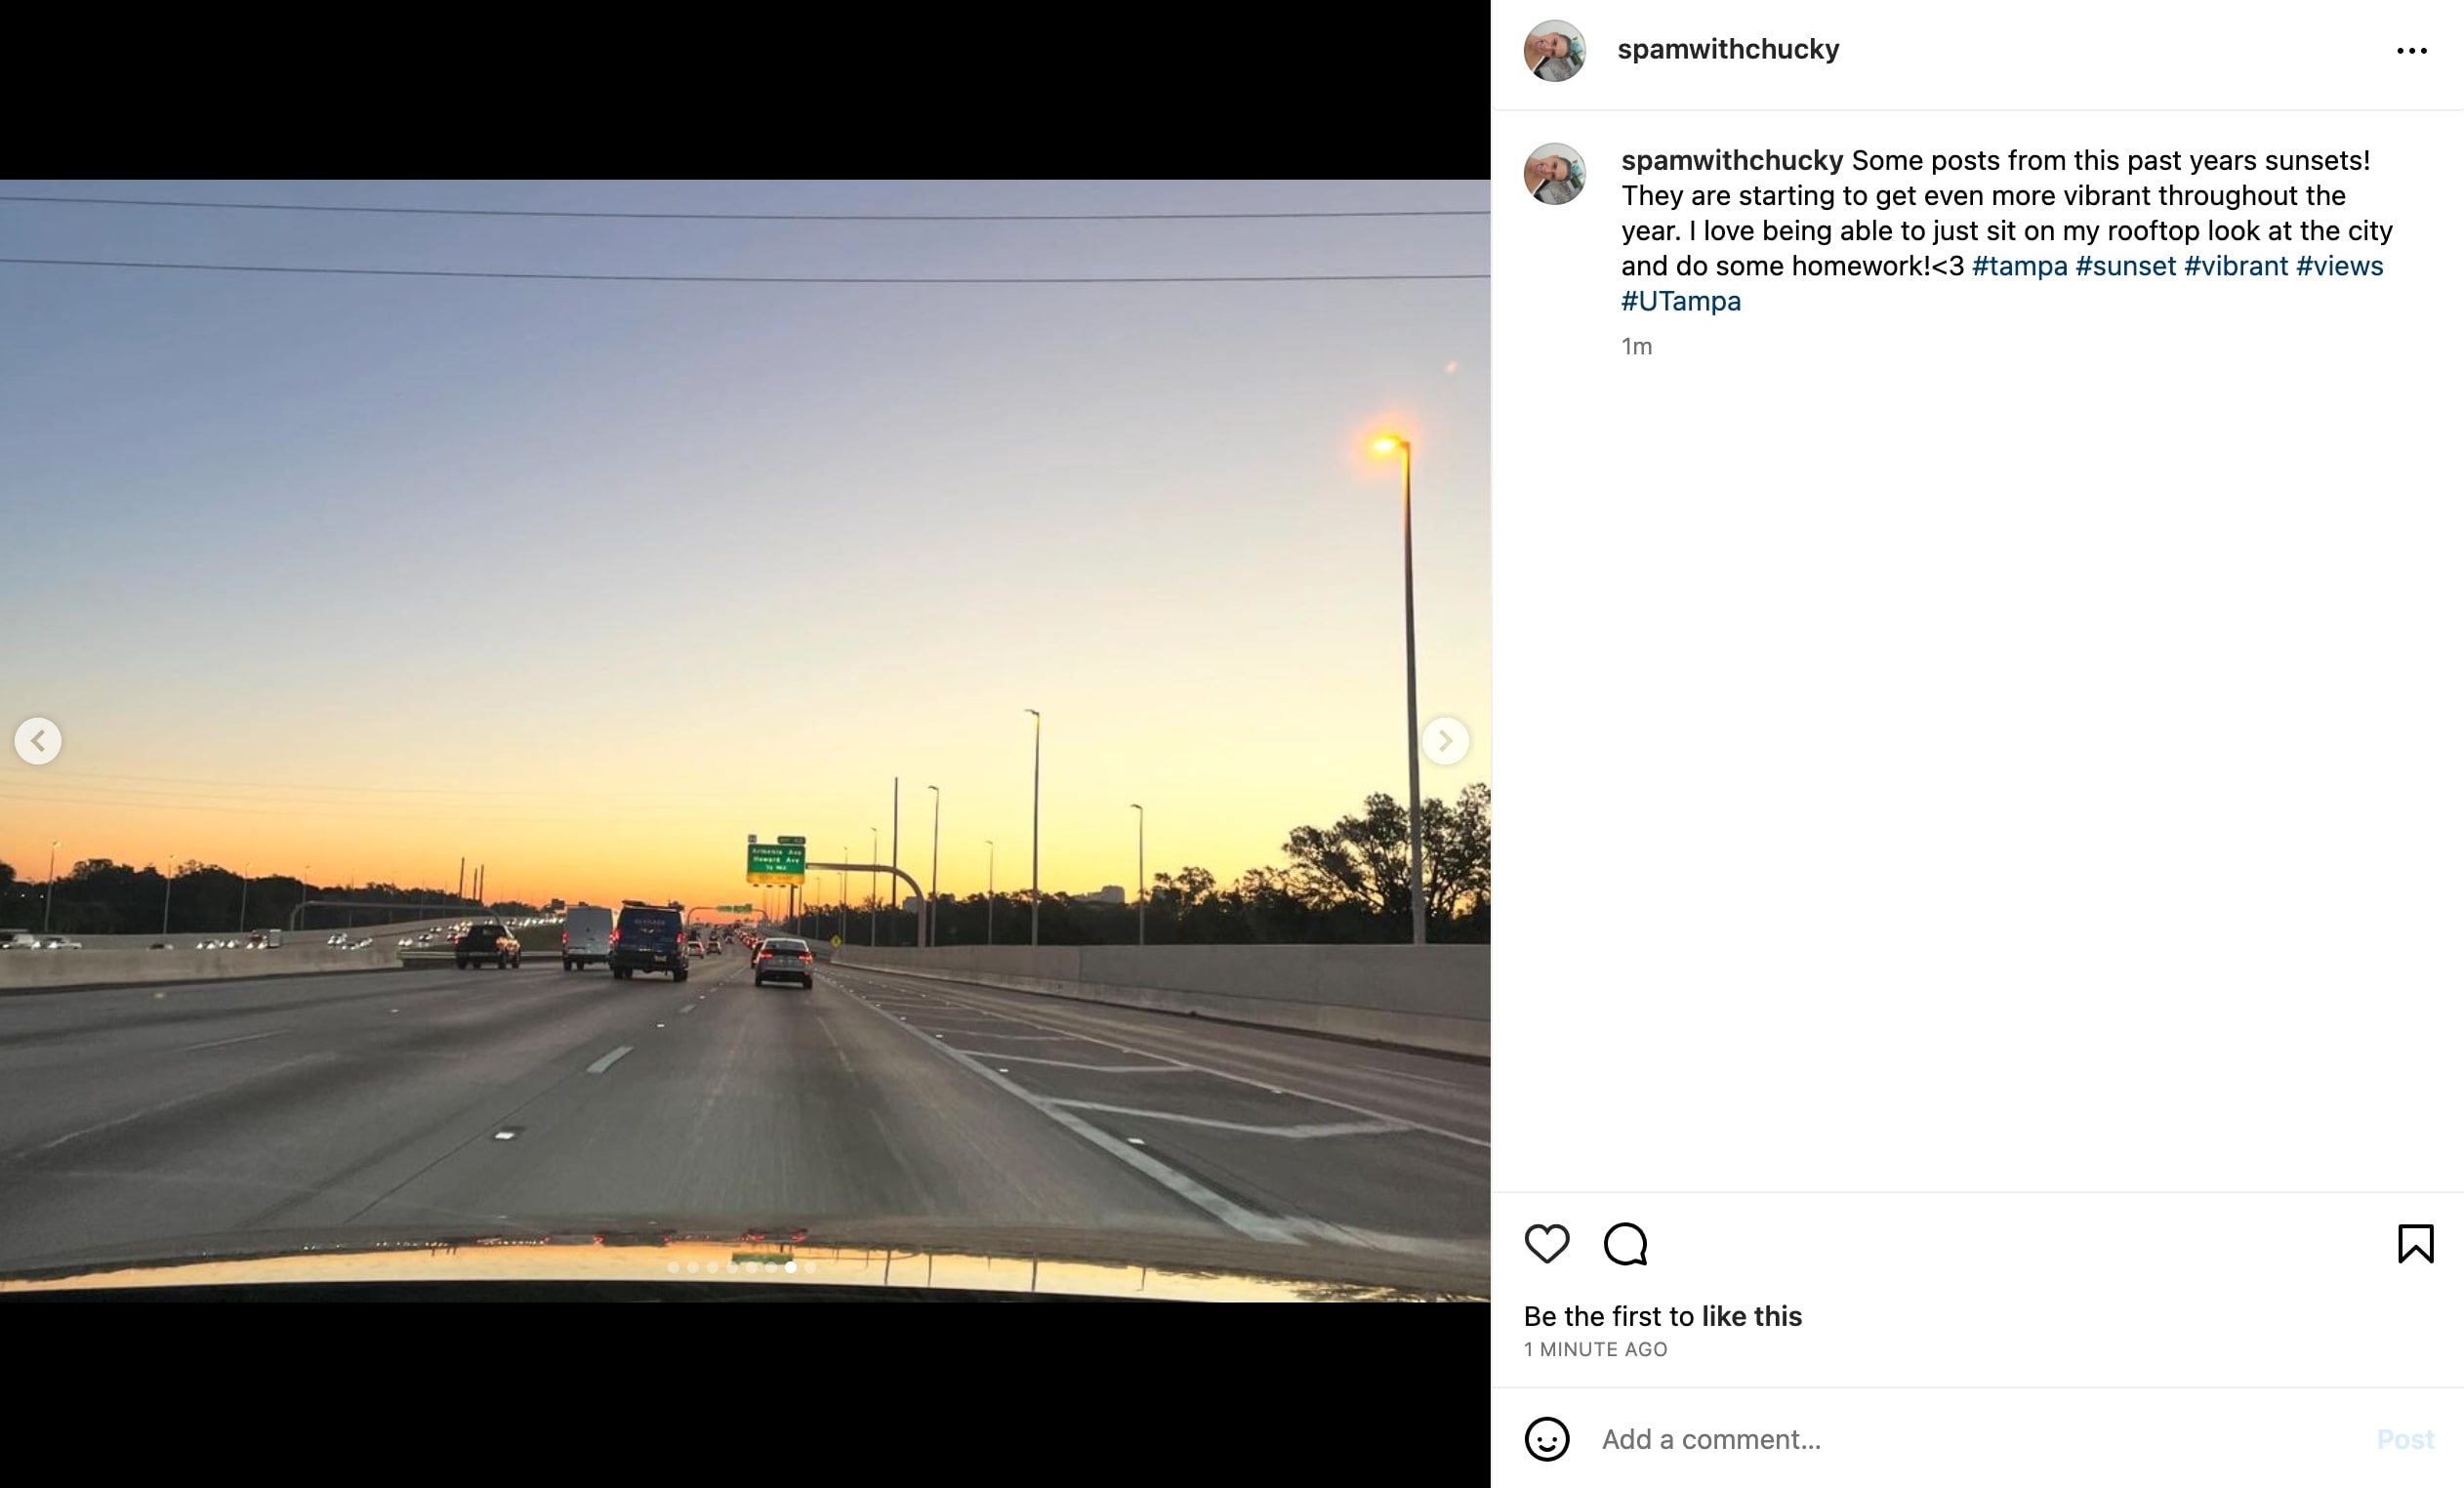 Armenia Ave
Howard Ave
spamwithchucky
spamwithchucky Some posts from this past years sunsets!
They are starting to get even more vibrant throughout the
year. I love being able to just sit on my rooftop look at the city
and do some homework!<3 #tampa #sunset #vibrant #views
#UTampa
1m
Be the first to like this
1 MINUTE AGO
Add a comment...
Post